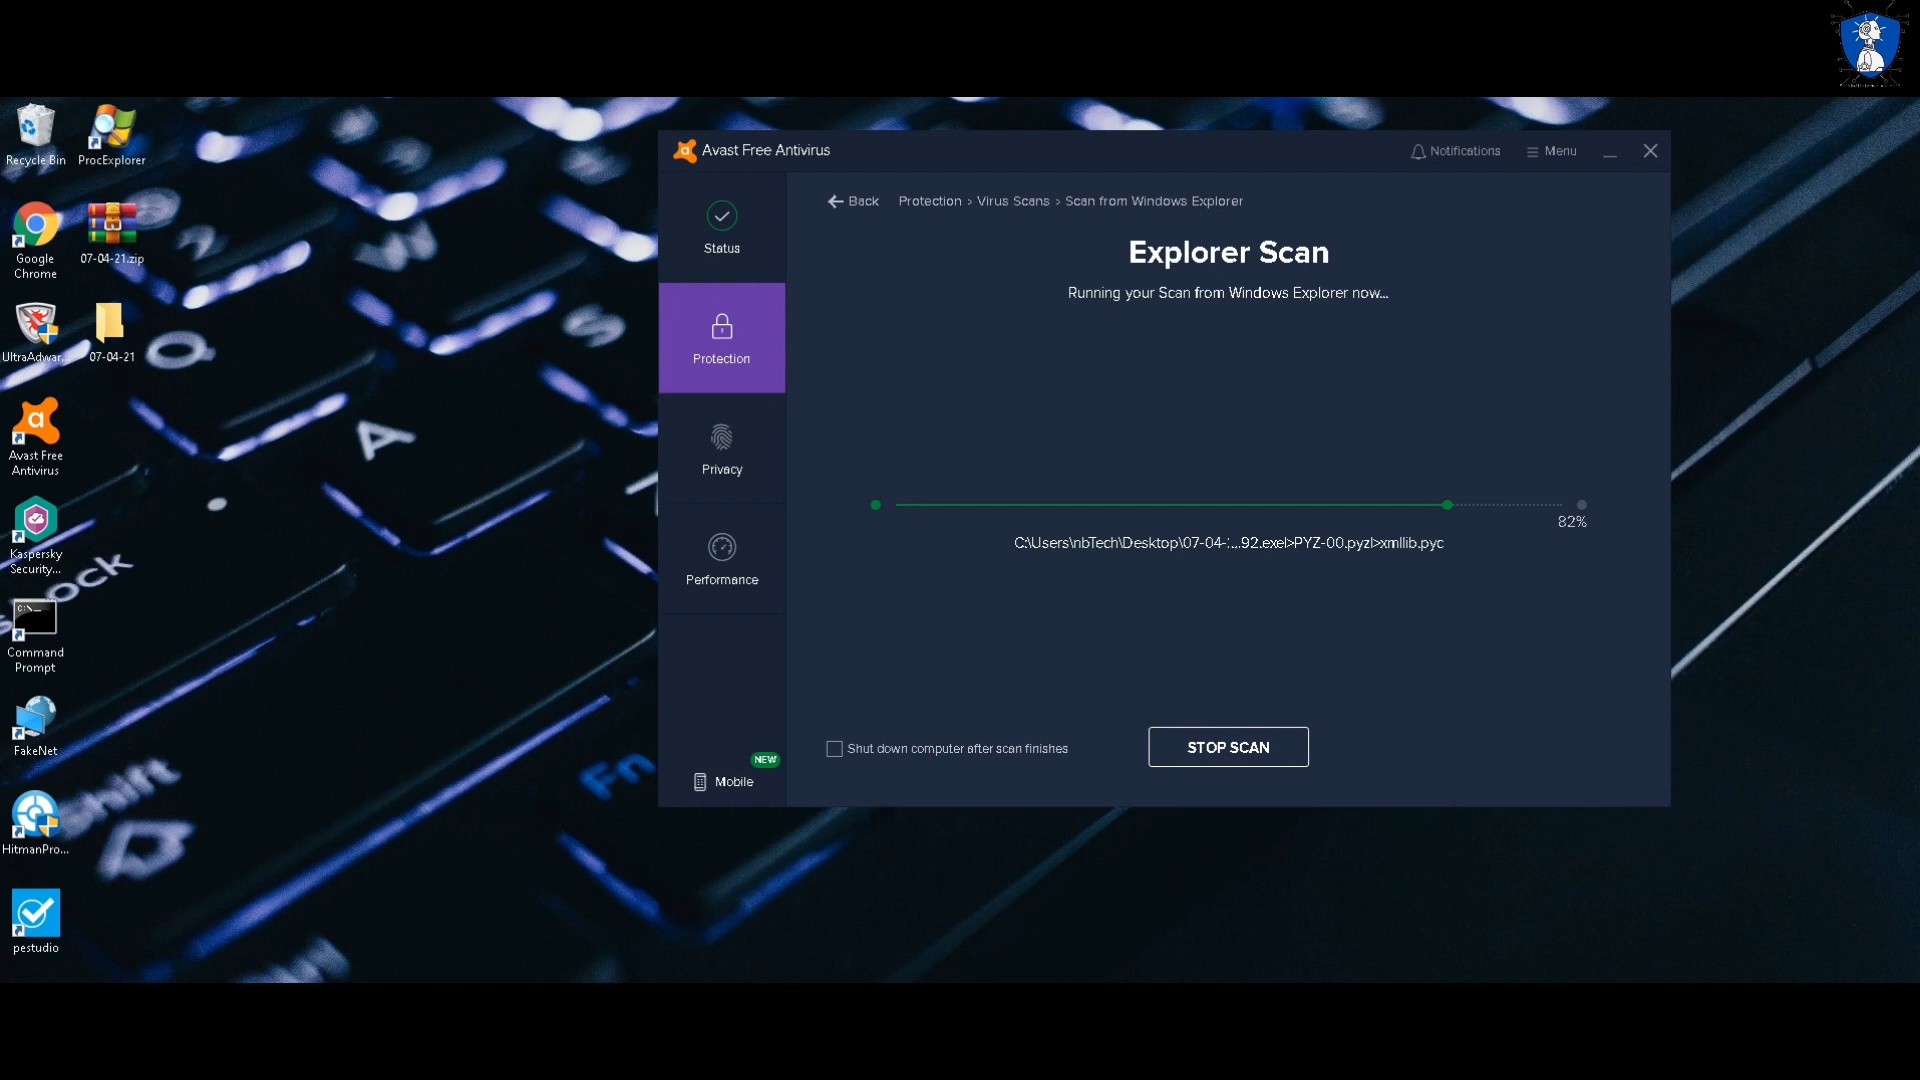 Recycle Bin
ProcExplorer
Google
Chrome
07-04-21.zip
UltraAdwar...
07-04-21
Avast Free
Antivirus
Kaspersky
Security...
Command
Prompt
FakeNet
HitmanPro...
pestudio
Avast Free Antivirus
Notifications
Menu
Status
Protection
Privacy
Performance
NEW
Mobile
Back
Protection › Virus Scans › Scan from Windows Explorer
Explorer Scan
Running your Scan from Windows Explorer now...
82%
C:\Users\nbTech\Desktop\07-04-:...92.exe|>PYZ-00.pyz|>xmllib.pyc
Shut down computer after scan finishes
STOP SCAN
W
S
O
A
ock
Shift
Fn